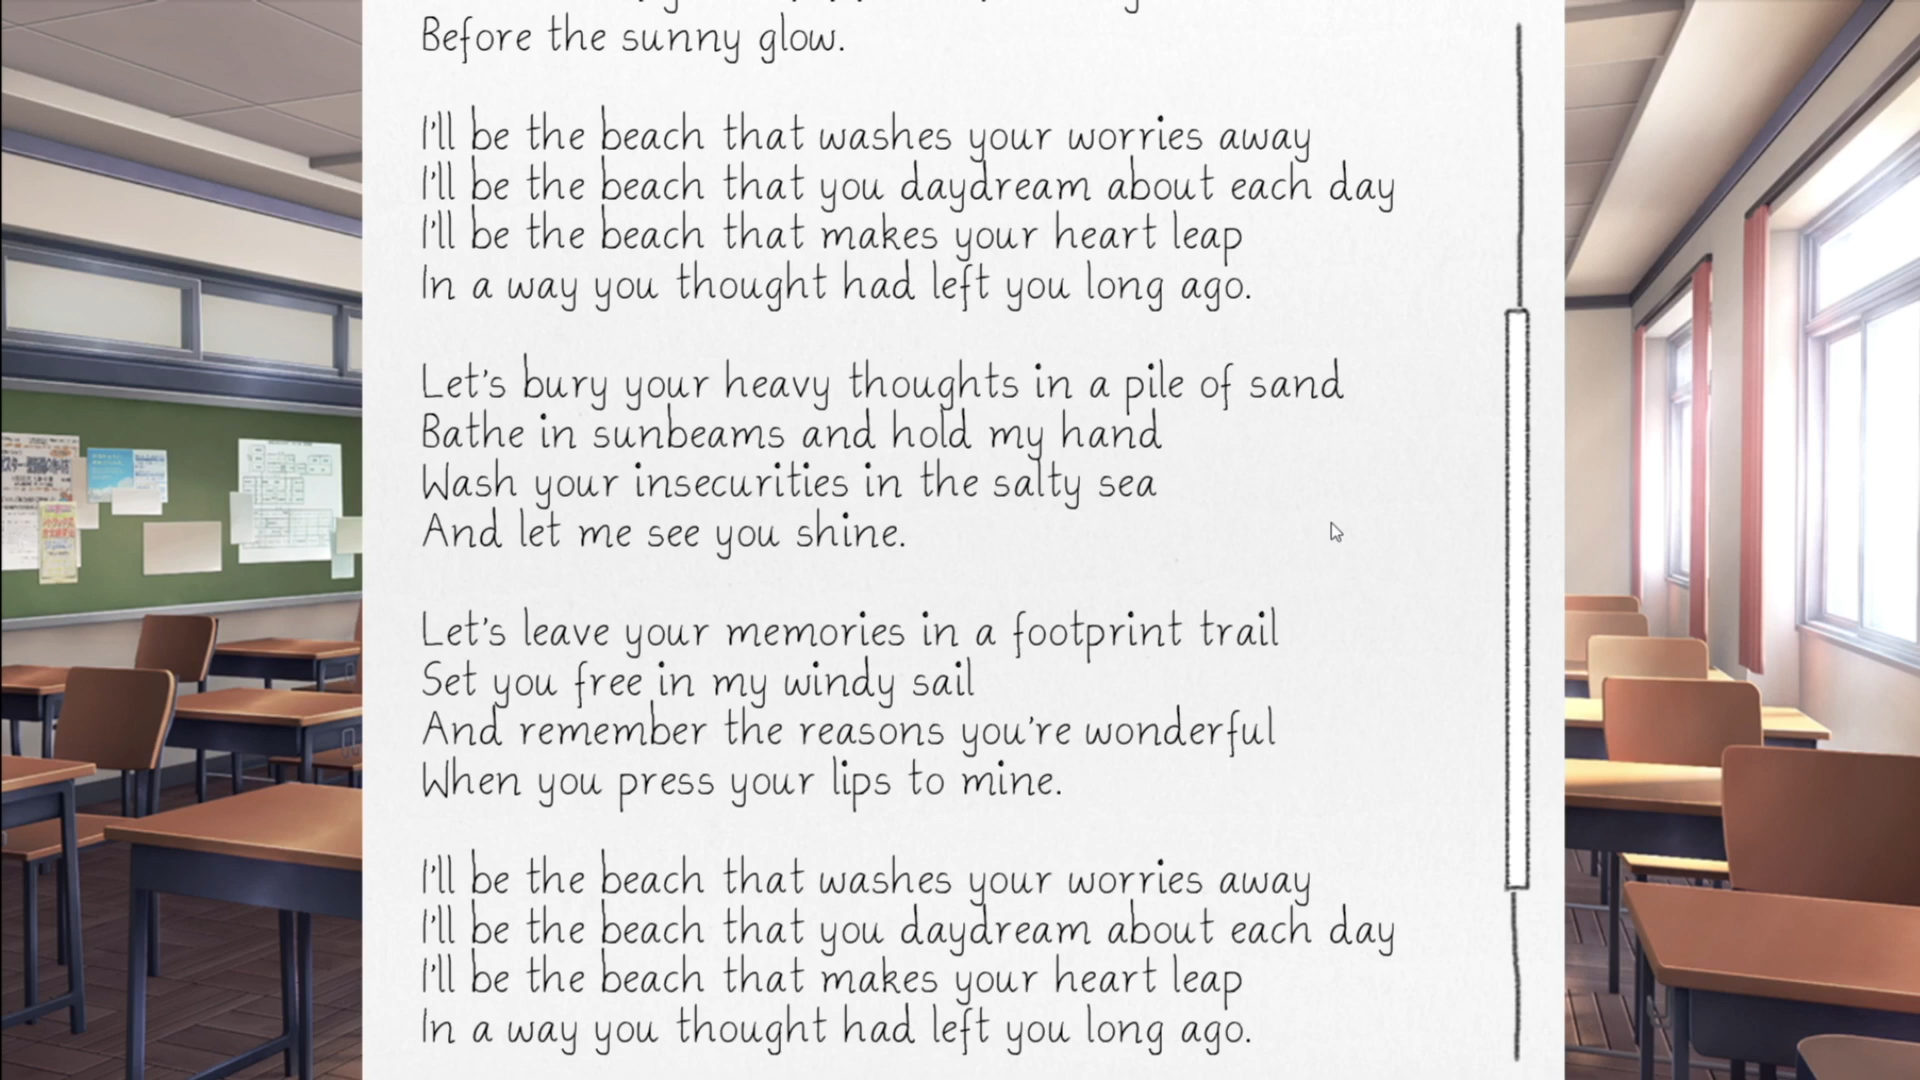 Before the sunny glow.
I'll be the beach that washes your worries away
I'll be the beach that you daydream about each day
I'll be the beach that makes your heart leap
In a way you thought had left you long ago.
Let's bury your heavy thoughts in a pile of sand
Bathe in sunbeams and hold my hand
Wash your insecurities in the salty sea
And let me see you shine.
Let's leave your memories in a footprint trail
Set you free in my windy sail
And remember the reasons you're wonderful
When you press your lips to mine.
I'll be the beach that washes your worries away
I'll be the beach that you daydream about each day
I'll be the beach that makes your heart leap
In a way you thought had left you long ago.